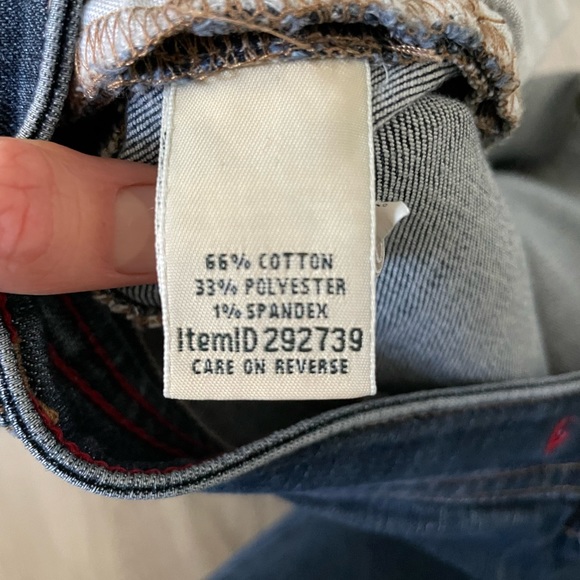 66% COTTON
33% POLYESTER
1% SPANDEX
ItemID 292739
CARE ON REVERSE